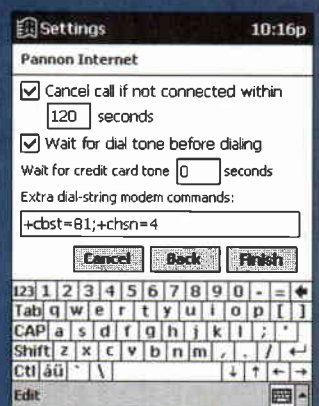 Settings 10:16p
Pannon Internet
Cancel call if not connected within
120 seconds
Wait for dial tone before dialing
Wait for credit card tone 0 seconds
Extra dial-string modem commands:
+cbst=81;+chsn=4
Cancel Back Finish
123 1 2 3 4 5 6 7 8 9 0 - =
Tab q w e r t y u i o p [ ]
CAP a s d f g h j k l ; '
Shift z x c v b n m , . /
Ctl áü ` \
Edit